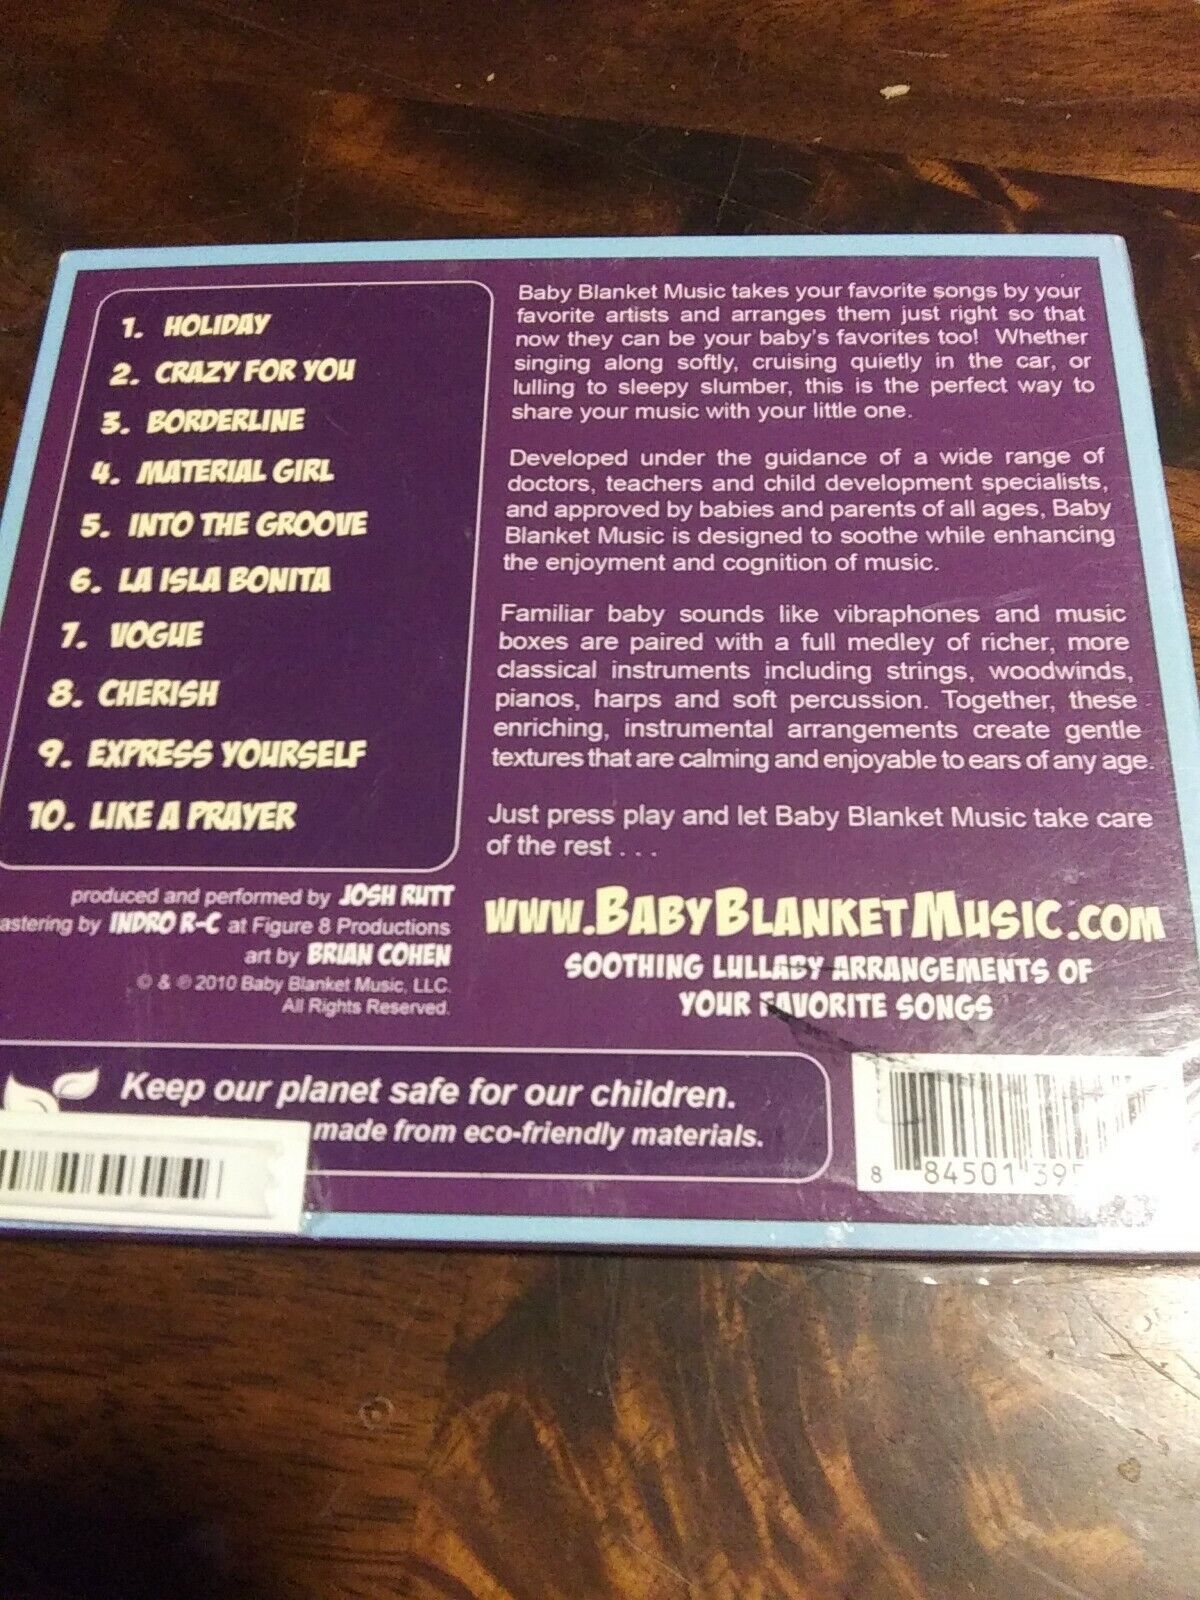 1. HOLIDAY
2. CRAZY FOR YOU
3. BORDERLINE
4. MATERIAL GIRL
5. INTO THE GROOVE
6. LA ISLA BONITA
7. VOGUE
8. CHERISH
9. EXPRESS YOURSELF
10. LIKE A PRAYER
produced and performed by JOSH RUTT
astering by INDRO R-C at Figure 8 Productions
art by BRIAN COHEN
© & ℗ 2010 Baby Blanket Music, LLC.
All Rights Reserved.
Baby Blanket Music takes your favorite songs by your
favorite artists and arranges them just right so that
now they can be your baby's favorites too! Whether
singing along softly, cruising quietly in the car, or
lulling to sleepy slumber, this is the perfect way to
share your music with your little one.
Developed under the guidance of a wide range of
doctors, teachers and child development specialists,
and approved by babies and parents of all ages, Baby
Blanket Music is designed to soothe while enhancing
the enjoyment and cognition of music.
Familiar baby sounds like vibraphones and music
boxes are paired with a full medley of richer, more
classical instruments including strings, woodwinds,
pianos, harps and soft percussion. Together, these
enriching, instrumental arrangements create gentle
textures that are calming and enjoyable to ears of any age.
Just press play and let Baby Blanket Music take care
of the rest . . .
WWW.BABYBLANKETMUSIC.COM
SOOTHING LULLABY ARRANGEMENTS OF
YOUR FAVORITE SONGS
Keep our planet safe for our children.
made from eco-friendly materials.
8 84501 39